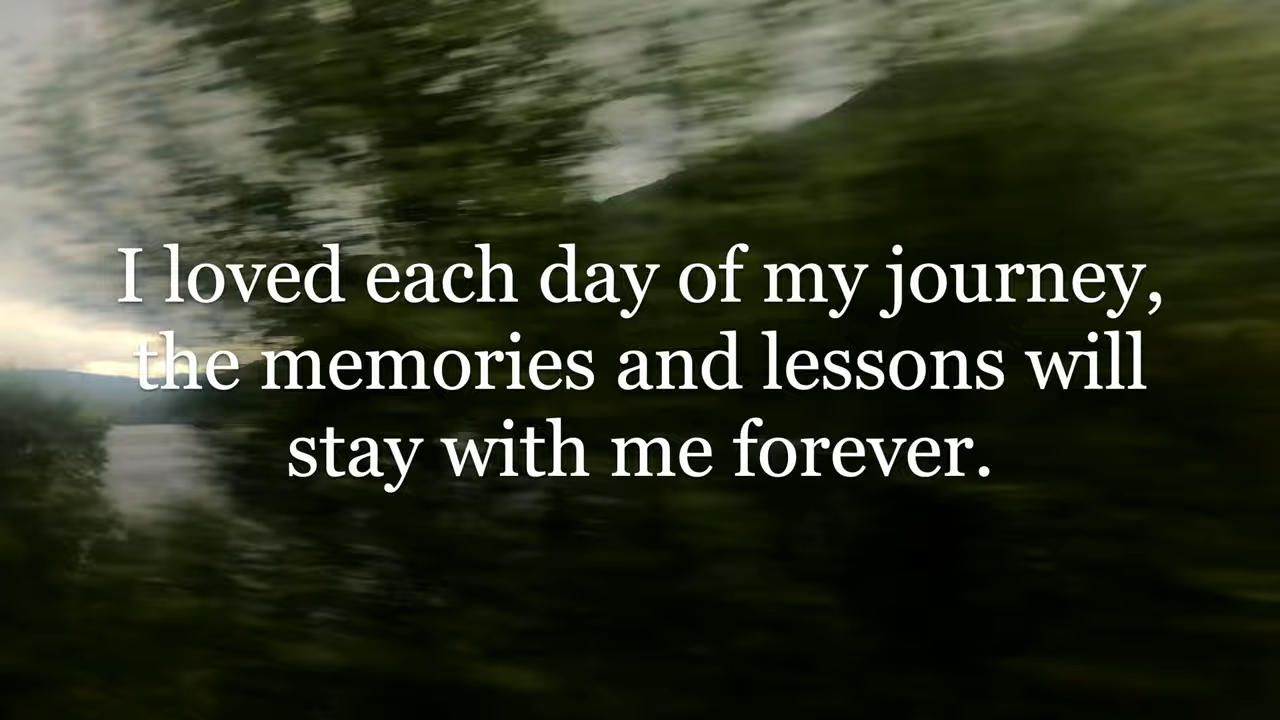 I loved each day of my journey,
the memories and lessons will
stay with me forever.